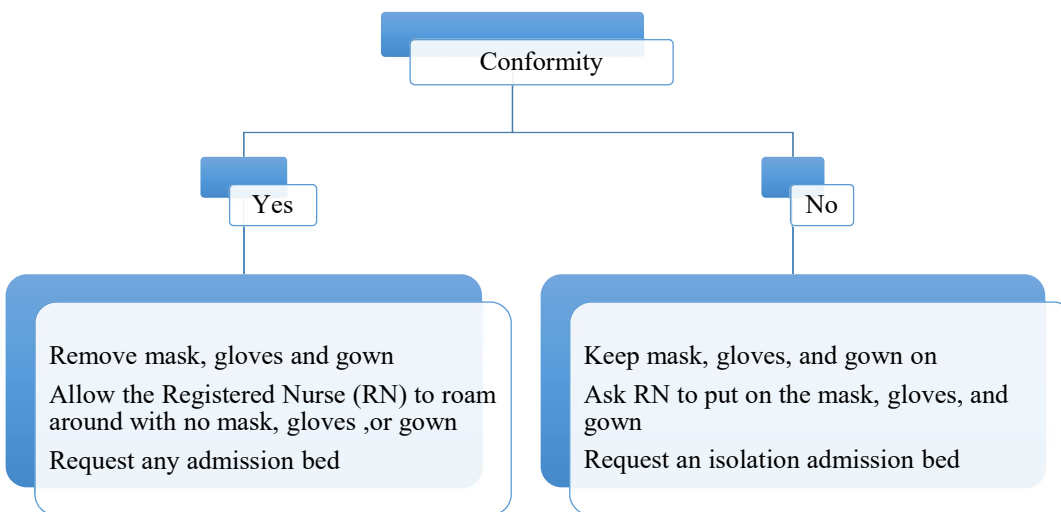 Conformity
Yes
No
Remove mask, gloves and gown
Allow the Registered Nurse (RN) to roam
around with no mask, gloves ,or gown
Request any admission bed
Keep mask, gloves, and gown on
Ask RN to put on the mask, gloves, and
gown
Request an isolation admission bed